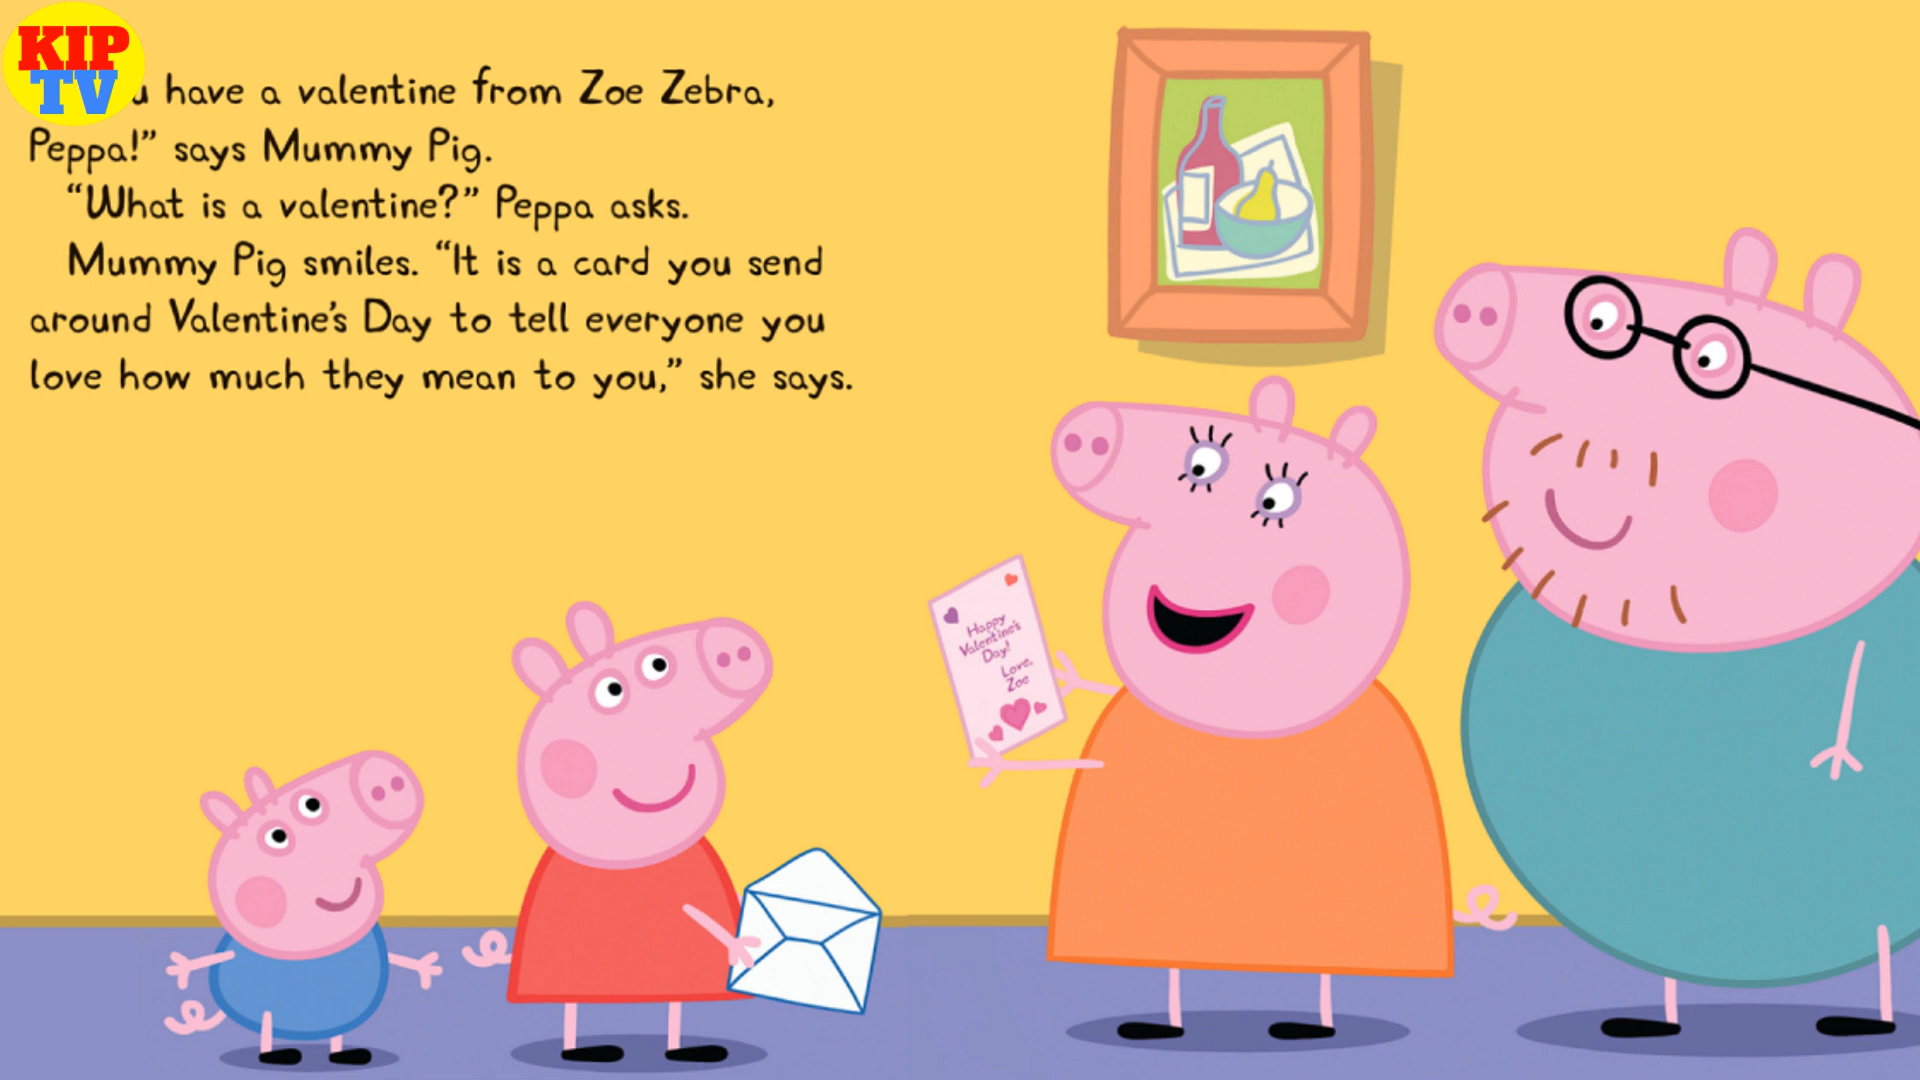 KIP
TV
have a valentine from Zoe Zebra,
Peppa!” says Mummy Pig.
“What is a valentine?” Peppa asks.
Mummy Pig smiles. “It is a card you send
around Valentine’s Day to tell everyone you
love how much they mean to you,” she says.
Happy
Valentine's
Day!
Love,
Zoe